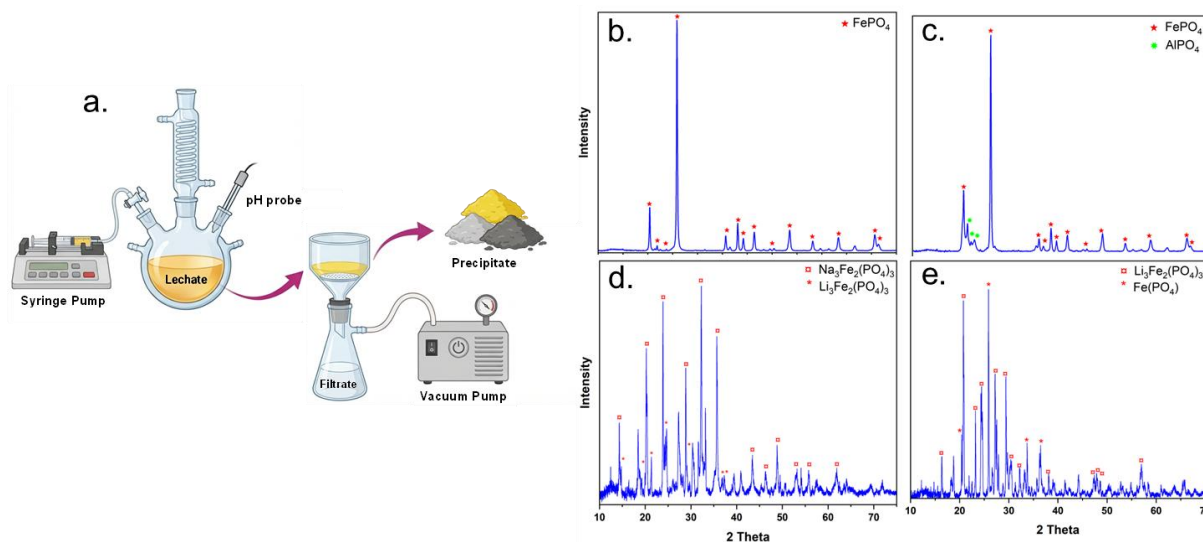 a.
pH probe
Lechate
Syringe Pump
Precipitate
Filtrate
Vacuum Pump
b.
FePO₄
Intensity
c.
FePO₄
AlPO₄
d.
Na₃Fe₂(PO₄)₃
Li₃Fe₂(PO₄)₃
Intensity
10 20 30 40 50 60 70
2 Theta
e.
Li₃Fe₂(PO₄)₃
Fe(PO₄)
10 20 30 40 50 60 70
2 Theta